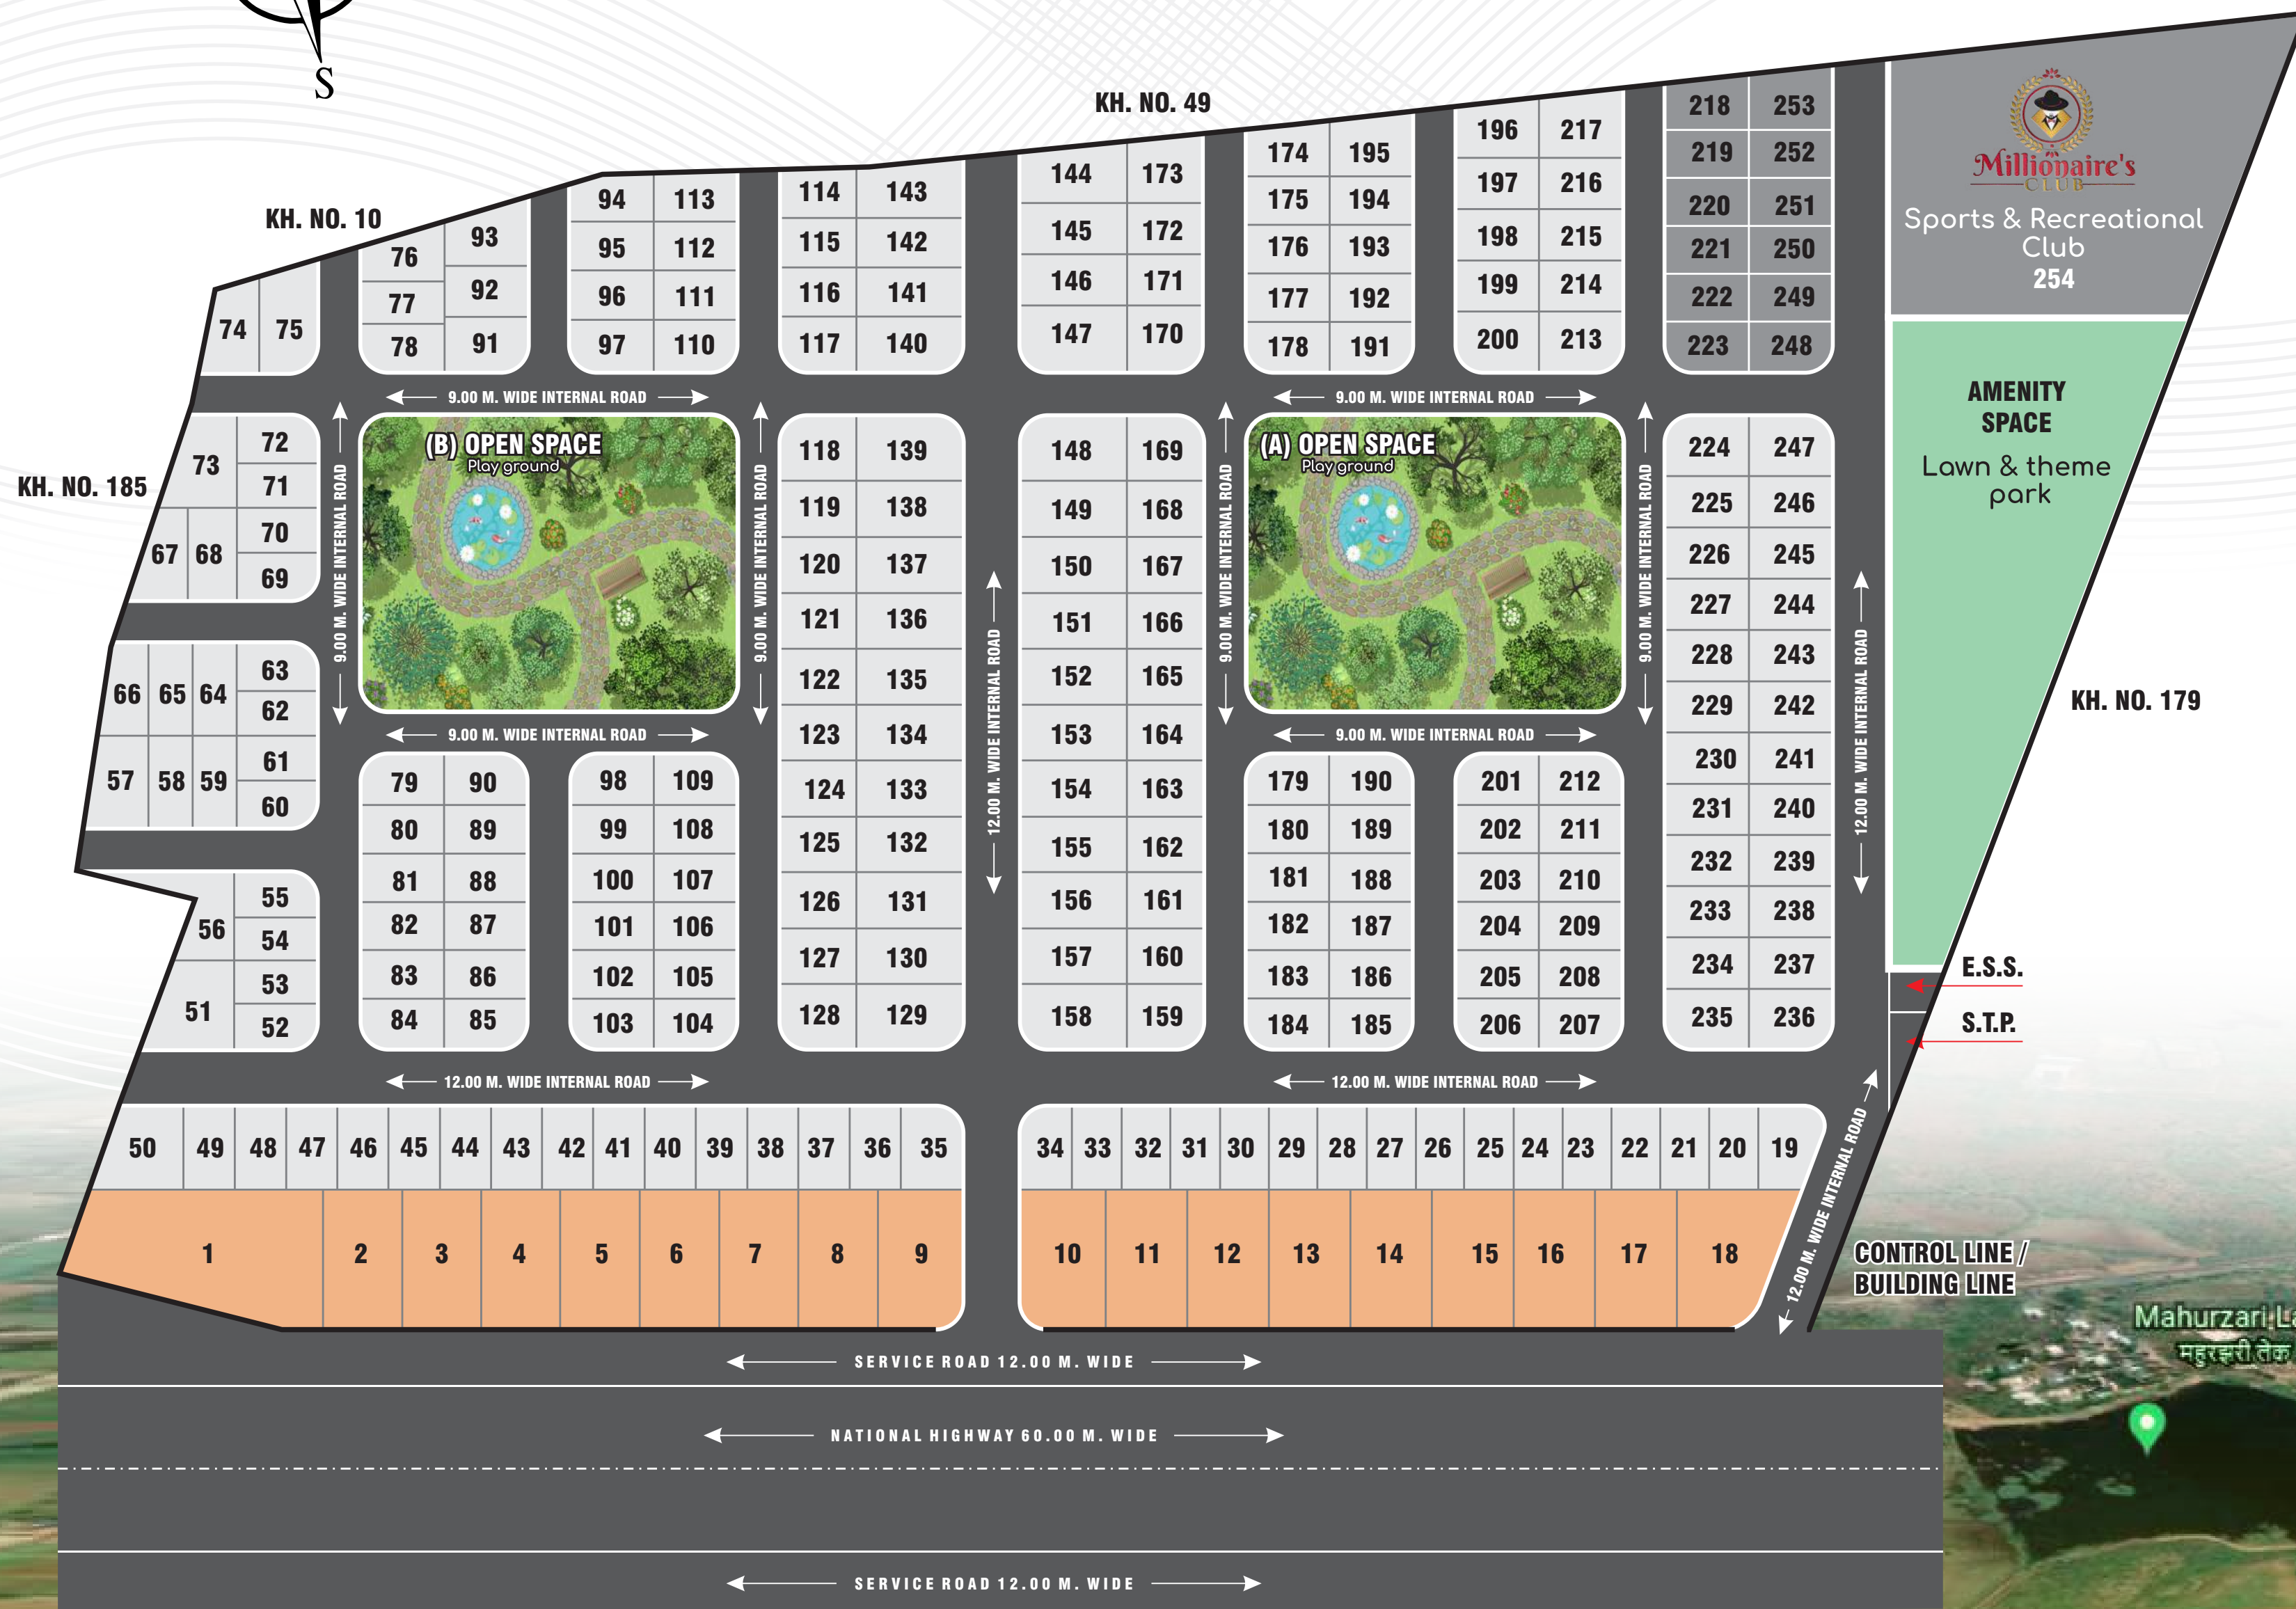 S
KH. NO. 49
KH. NO. 10
KH. NO. 185
KH. NO. 179
Millionaire's
CLUB
Sports & Recreational
Club
254
AMENITY
SPACE
Lawn & theme
park
E.S.S.
S.T.P.
74 75
76 93
77 92
78 91
94 113
95 112
96 111
97 110
114 143
115 142
116 141
117 140
144 173
145 172
146 171
147 170
174 195
175 194
176 193
177 192
178 191
196 217
197 216
198 215
199 214
200 213
218 253
219 252
220 251
221 250
222 249
223 248
9.00 M. WIDE INTERNAL ROAD
9.00 M. WIDE INTERNAL ROAD
73 72
71
67 68 70
69
66 65 64 63
62
57 58 59 61
60
56 55
54
51 53
52
9.00 M. WIDE INTERNAL ROAD
(B) OPEN SPACE
Play ground
9.00 M. WIDE INTERNAL ROAD
9.00 M. WIDE INTERNAL ROAD
79 90
80 89
81 88
82 87
83 86
84 85
98 109
99 108
100 107
101 106
102 105
103 104
118 139
119 138
120 137
121 136
122 135
123 134
124 133
125 132
126 131
127 130
128 129
12.00 M. WIDE INTERNAL ROAD
148 169
149 168
150 167
151 166
152 165
153 164
154 163
155 162
156 161
157 160
158 159
9.00 M. WIDE INTERNAL ROAD
(A) OPEN SPACE
Play ground
9.00 M. WIDE INTERNAL ROAD
9.00 M. WIDE INTERNAL ROAD
179 190
180 189
181 188
182 187
183 186
184 185
201 212
202 211
203 210
204 209
205 208
206 207
224 247
225 246
226 245
227 244
228 243
229 242
230 241
231 240
232 239
233 238
234 237
235 236
12.00 M. WIDE INTERNAL ROAD
12.00 M. WIDE INTERNAL ROAD
12.00 M. WIDE INTERNAL ROAD
12.00 M. WIDE INTERNAL ROAD
50 49 48 47 46 45 44 43 42 41 40 39 38 37 36 35
34 33 32 31 30 29 28 27 26 25 24 23 22 21 20 19
1 2 3 4 5 6 7 8 9
10 11 12 13 14 15 16 17 18
CONTROL LINE /
BUILDING LINE
Mahurzari La
महुरझरी लेक
SERVICE ROAD 12.00 M. WIDE
NATIONAL HIGHWAY 60.00 M. WIDE
SERVICE ROAD 12.00 M. WIDE